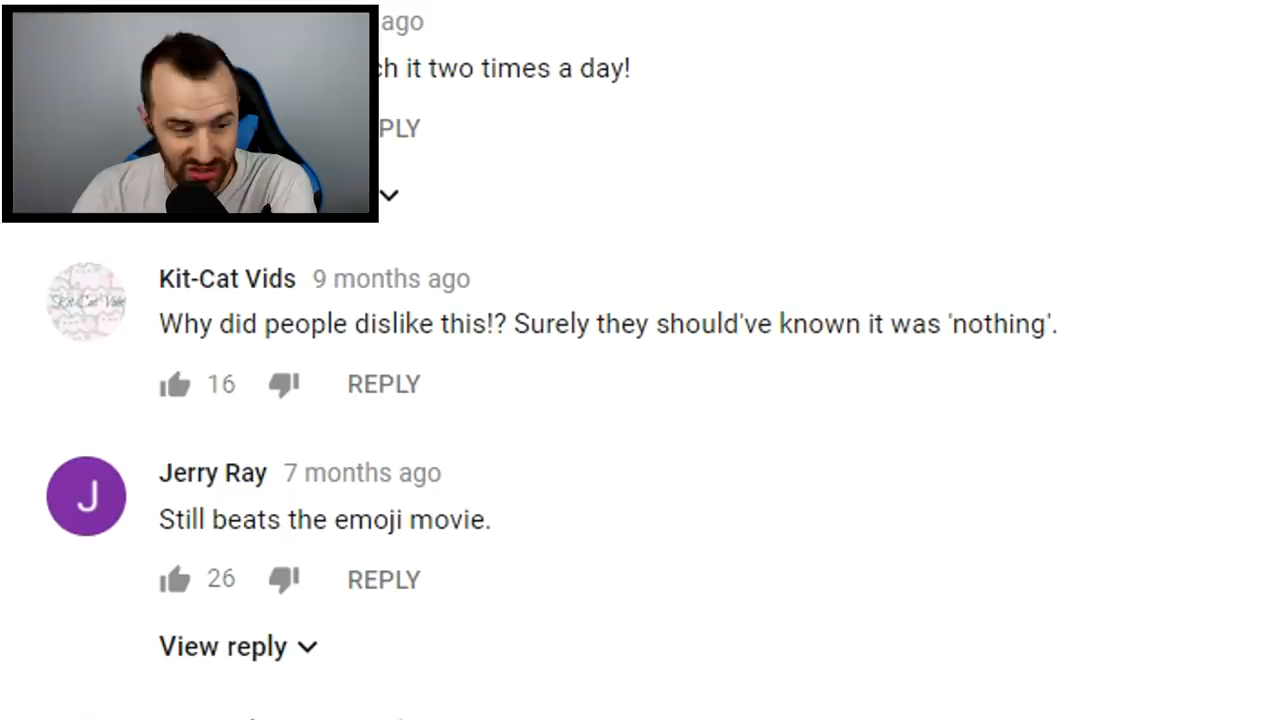 ago
ch it two times a day!
PLY
Kit-Cat Vids 9 months ago
Why did people dislike this!? Surely they should've known it was 'nothing'.
16 REPLY
Jerry Ray 7 months ago
J
Still beats the emoji movie.
26 REPLY
View reply